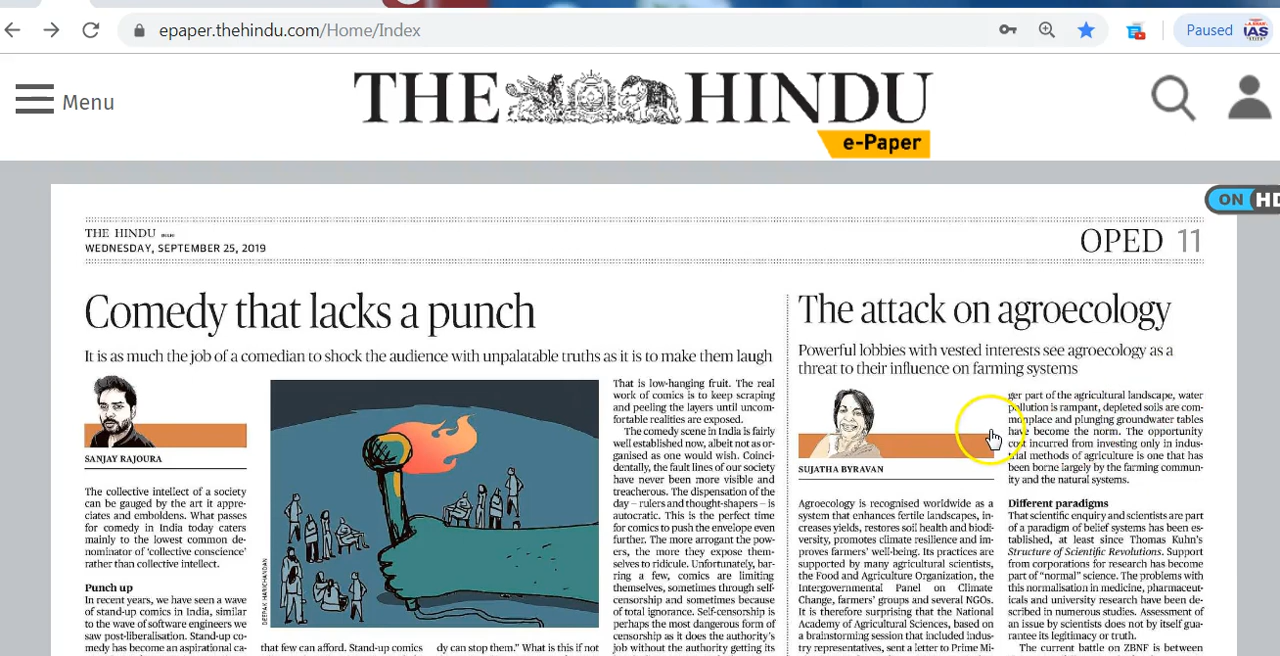 epaper.thehindu.com/Home/Index
Paused
IAS
Menu
THE HINDU
e-Paper
ON HD
THE HINDU
WEDNESDAY, SEPTEMBER 25, 2019
OPED 11
Comedy that lacks a punch
It is as much the job of a comedian to shock the audience with unpalatable truths as it is to make them laugh
SANJAY RAJOURA
The collective intellect of a society
can be gauged by the art it appre-
ciates and emboldens. What passes
for comedy in India today caters
mainly to the lowest common de-
nominator of ‘collective conscience’
rather than collective intellect.
Punch up
In recent years, we have seen a wave
of stand-up comics in India, similar
to the wave of software engineers we
saw post-liberalisation. Stand-up co-
medy has become an aspirational ca-
DEEPAK HARICHANDAN
that few can afford. Stand-up comics
dy can stop them.” What is this if not
That is low-hanging fruit. The real
work of comics is to keep scraping
and peeling the layers until uncom-
fortable realities are exposed.
The comedy scene in India is fairly
well established now, albeit not as or-
ganised as one would wish. Coinci-
dentally, the fault lines of our society
have never been more visible and
treacherous. The dispensation of the
day – rulers and thought-shapers – is
autocratic. This is the perfect time
for comics to push the envelope even
further. The more arrogant the pow-
ers, the more they expose them-
selves to ridicule. Unfortunately, bar-
ring a few, comics are limiting
themselves, sometimes through self-
censorship and sometimes because
of total ignorance. Self-censorship is
perhaps the most dangerous form of
censorship as it does the authority’s
job without the authority getting its
The attack on agroecology
Powerful lobbies with vested interests see agroecology as a
threat to their influence on farming systems
SUJATHA BYRAVAN
Agroecology is recognised worldwide as a
system that enhances fertile landscapes, in-
creases yields, restores soil health and biodi-
versity, promotes climate resilience and im-
proves farmers’ well-being. Its practices are
supported by many agricultural scientists,
the Food and Agriculture Organization, the
Intergovernmental Panel on Climate
Change, farmers’ groups and several NGOs.
It is therefore surprising that the National
Academy of Agricultural Sciences, based on
a brainstorming session that included indus-
try representatives, sent a letter to Prime Mi-
ger part of the agricultural landscape, water
pollution is rampant, depleted soils are com-
monplace and plunging groundwater tables
have become the norm. The opportunity
cost incurred from investing only in indus-
trial methods of agriculture is one that has
been borne largely by the farming commun-
ity and the natural systems.
Different paradigms
That scientific enquiry and scientists are part
of a paradigm of belief systems has been es-
tablished, at least since Thomas Kuhn’s
Structure of Scientific Revolutions. Support
from corporations for research has become
part of “normal” science. The problems with
this normalisation in medicine, pharmaceut-
icals and university research have been de-
scribed in numerous studies. Assessment of
an issue by scientists does not by itself gua-
rantee its legitimacy or truth.
The current battle on ZBNF is between